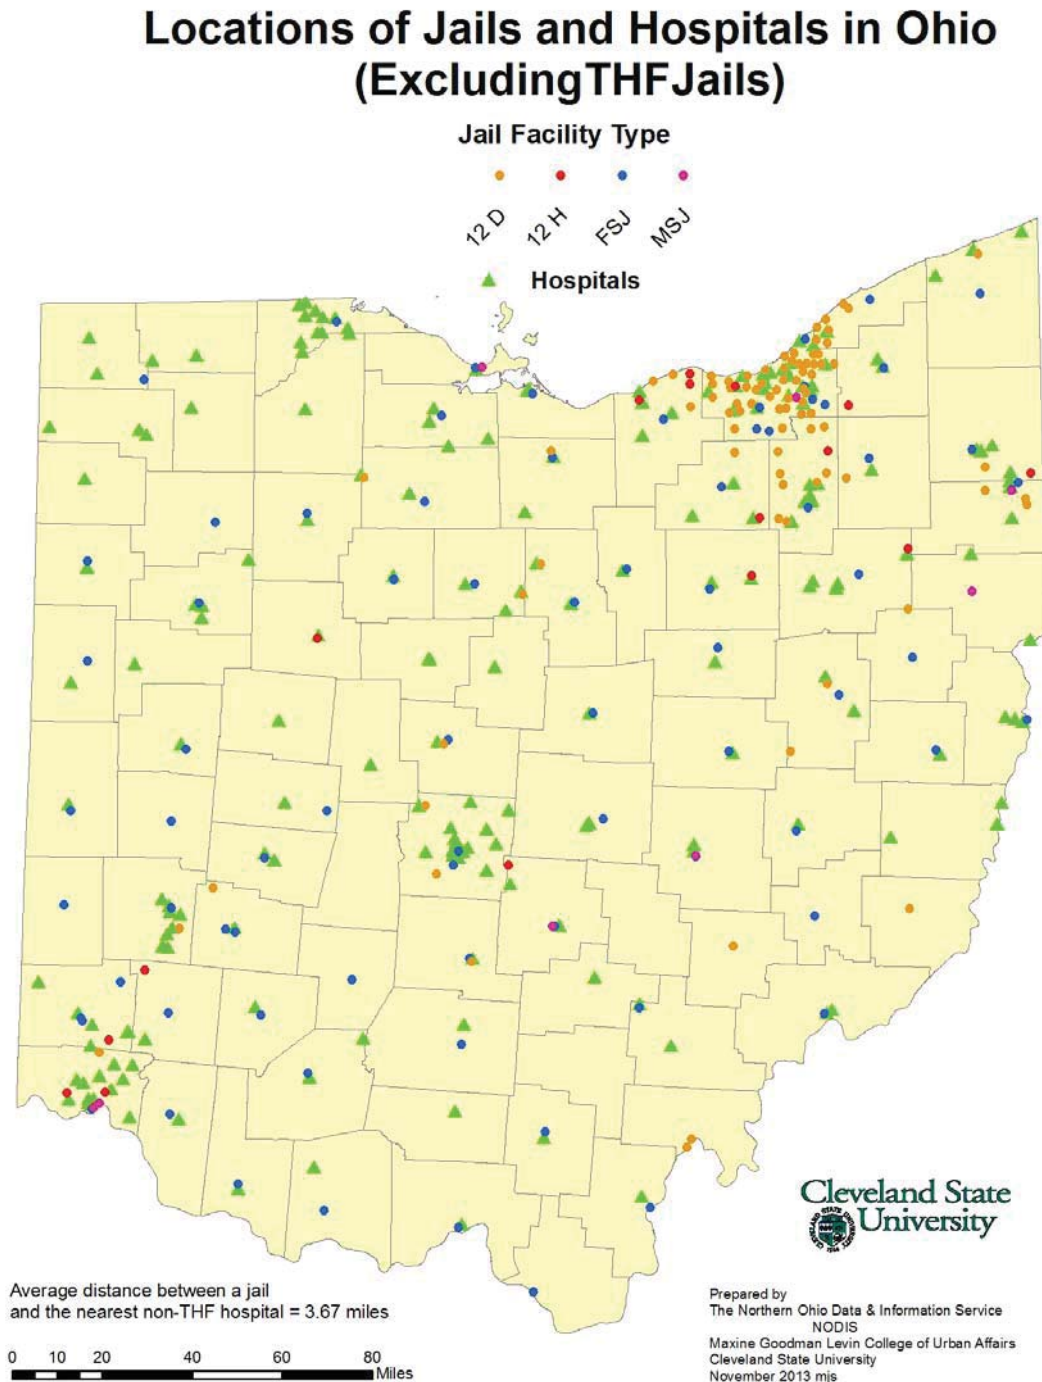 Locations of Jails and Hospitals in Ohio
(ExcludingTHFJails)
Jail Facility Type
12 D
12 H
FSJ
MSJ
Hospitals
Cleveland State
University
Average distance between a jail
and the nearest non-THF hospital = 3.67 miles
0 10 20 40 60 80
Miles
Prepared by
The Northern Ohio Data & Information Service
NODIS
Maxine Goodman Levin College of Urban Affairs
Cleveland State University
November 2013 mjs